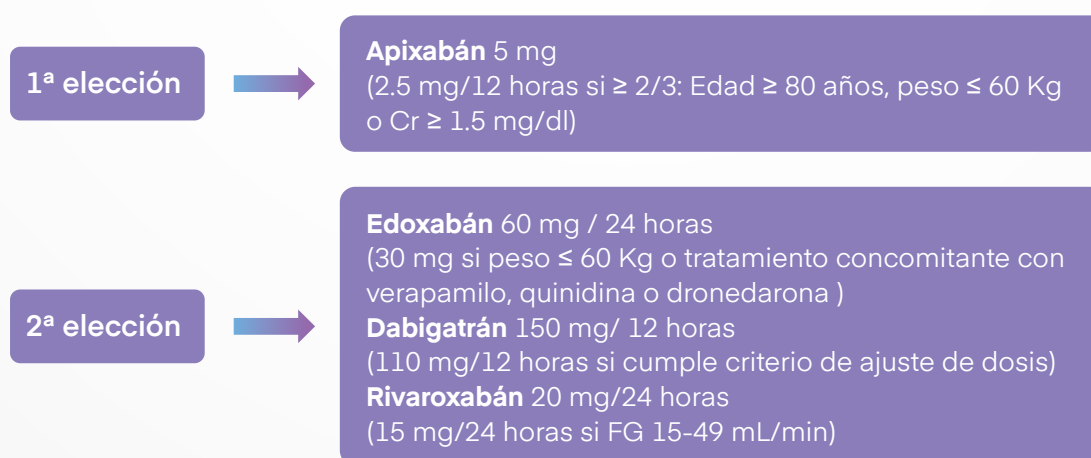 1ª elección
Apixabán 5 mg
(2.5 mg/12 horas si ≥ 2/3: Edad ≥ 80 años, peso ≤ 60 Kg
o Cr ≥ 1.5 mg/dl)
2ª elección
Edoxabán 60 mg / 24 horas
(30 mg si peso ≤ 60 Kg o tratamiento concomitante con
verapamilo, quinidina o dronedarona )
Dabigatrán 150 mg/ 12 horas
(110 mg/12 horas si cumple criterio de ajuste de dosis)
Rivaroxabán 20 mg/24 horas
(15 mg/24 horas si FG 15-49 mL/min)